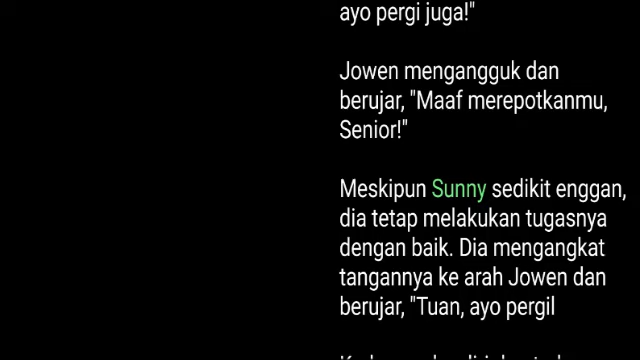 ayo pergi juga!"
Jowen mengangguk dan
berujar, "Maaf merepotkanmu,
Senior!"
Meskipun Sunny sedikit enggan,
dia tetap melakukan tugasnya
dengan baik. Dia mengangkat
tangannya ke arah Jowen dan
berujar, "Tuan, ayo pergil